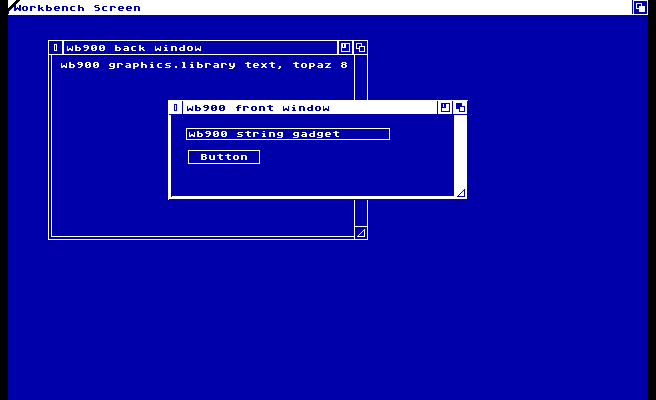 Workbench Screen
wb900 back window
wb900 graphics.library text, topaz 8
wb900 front window
wb900 string gadget
Button